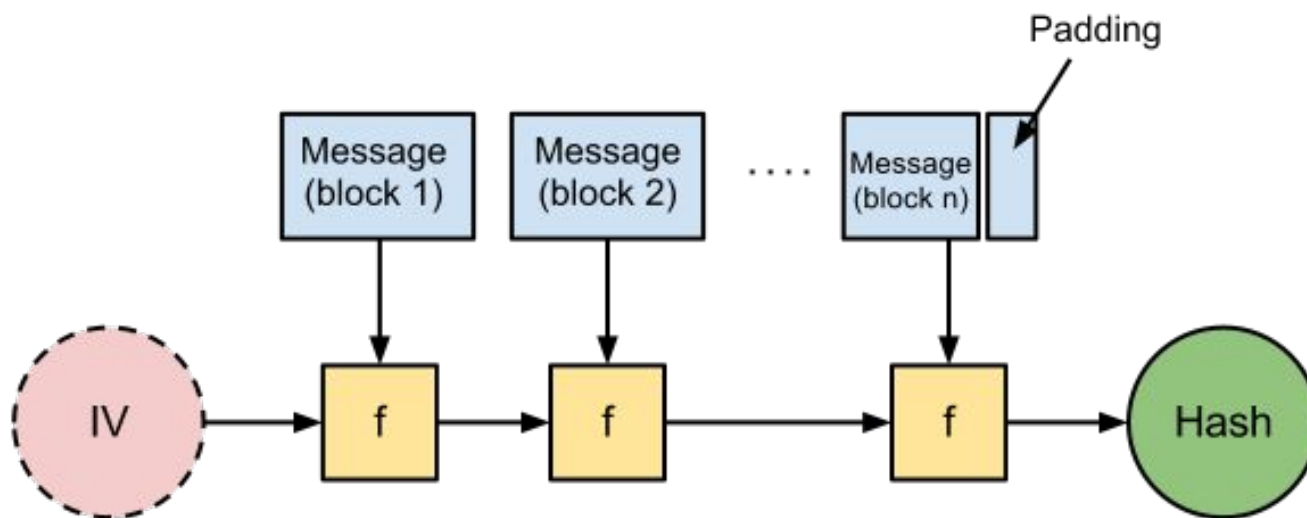 Padding
Message
(block 1)
Message
(block 2)
....
Message
(block n)
IV
f
f
f
Hash